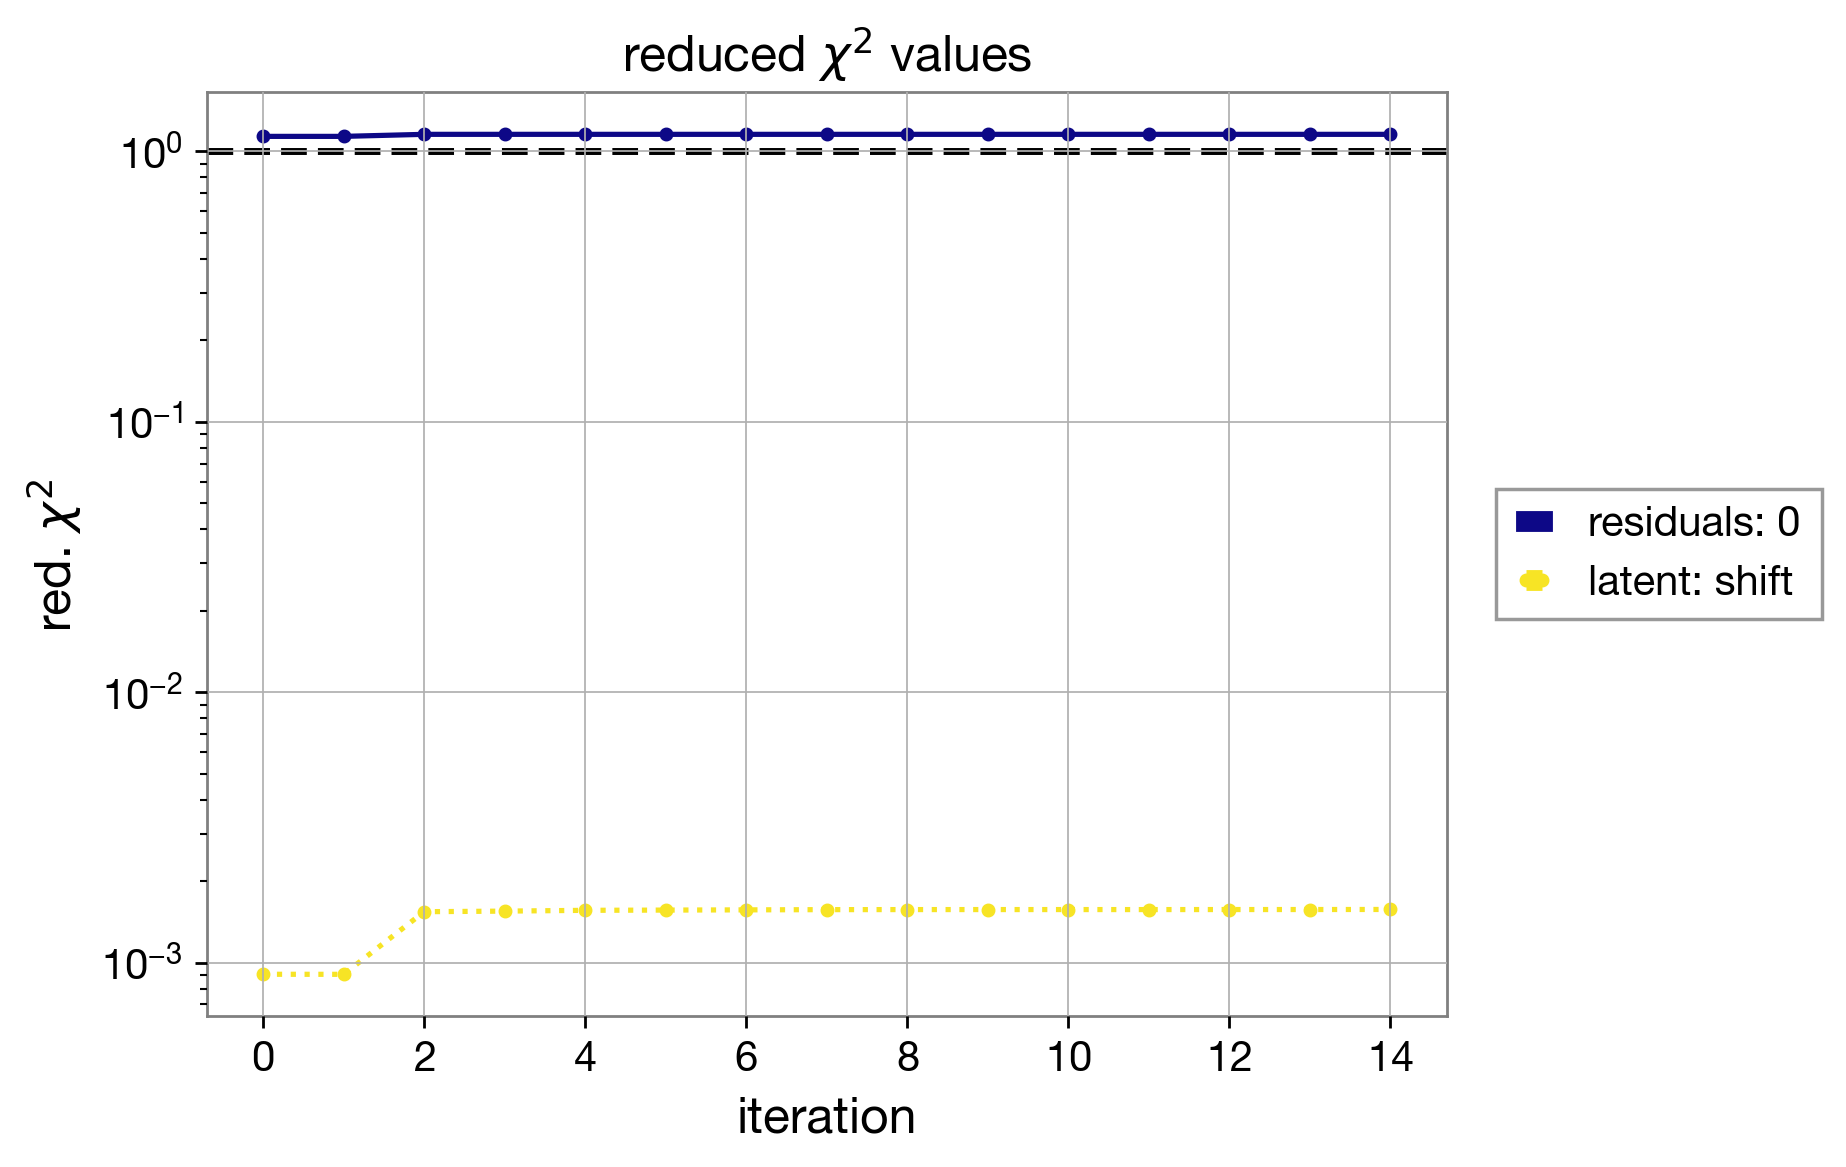 reduced χ² values
10⁰
10⁻¹
10⁻²
10⁻³
red. χ²
0 2 4 6 8 10 12 14
iteration
residuals: 0
latent: shift